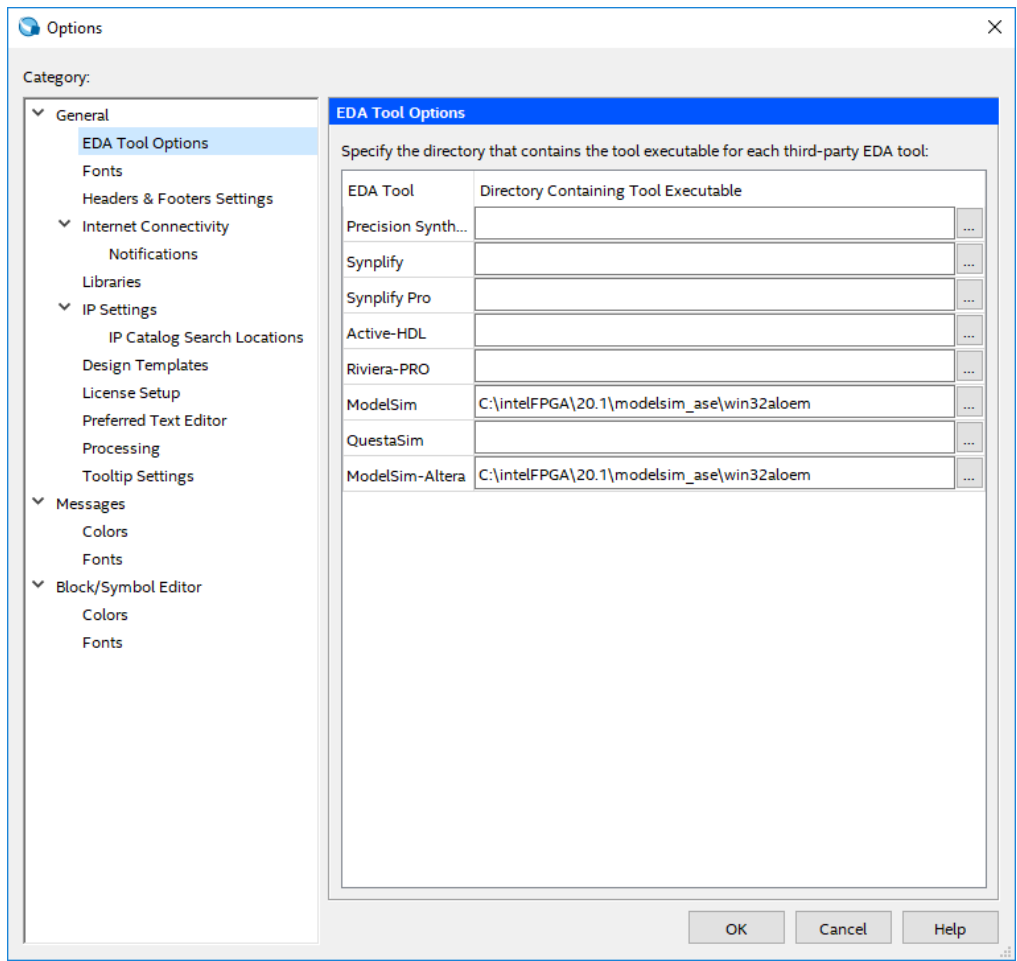 Options
Category:
General
EDA Tool Options
Fonts
Headers & Footers Settings
Internet Connectivity
Notifications
Libraries
IP Settings
IP Catalog Search Locations
Design Templates
License Setup
Preferred Text Editor
Processing
Tooltip Settings
Messages
Colors
Fonts
Block/Symbol Editor
Colors
Fonts
EDA Tool Options
Specify the directory that contains the tool executable for each third-party EDA tool:
EDA Tool Directory Containing Tool Executable
Precision Synth... ...
Synplify ...
Synplify Pro ...
Active-HDL ...
Riviera-PRO ...
ModelSim C:\intelFPGA\20.1\modelsim_ase\win32aloem ...
QuestaSim ...
ModelSim-Altera C:\intelFPGA\20.1\modelsim_ase\win32aloem ...
OK Cancel Help